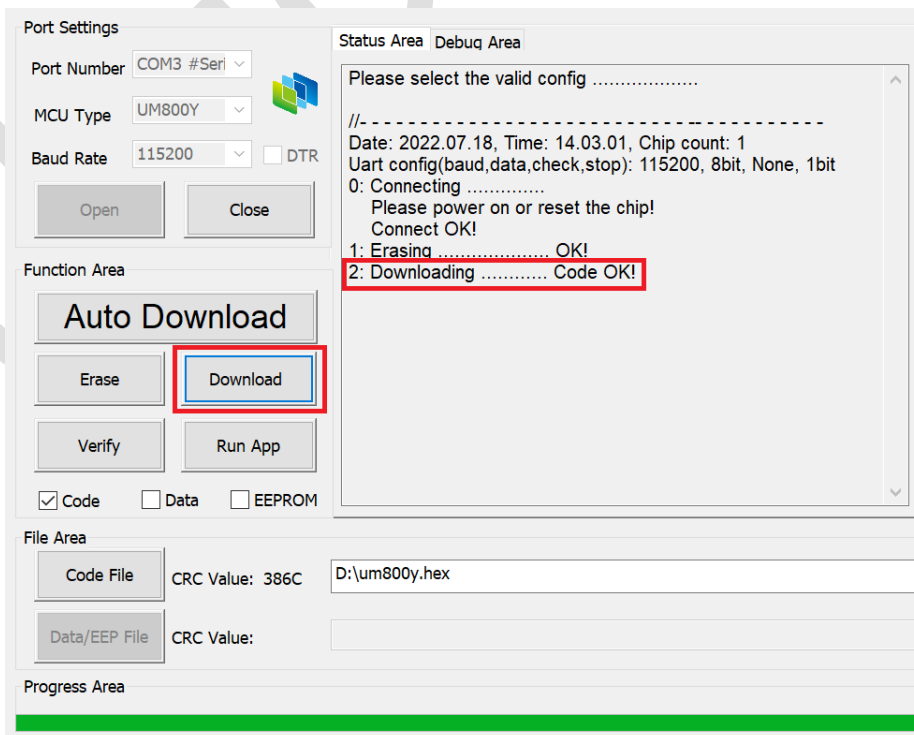 Port Settings
Port Number COM3 #Seri
MCU Type UM800Y
Baud Rate 115200 DTR
Open Close
Status Area Debug Area
Please select the valid config ...................
//- - - - - - - - - - - - - - - - - - - - - - - - - - - -- - - - - - - - - - - -
Date: 2022.07.18, Time: 14.03.01, Chip count: 1
Uart config(baud,data,check,stop): 115200, 8bit, None, 1bit
0: Connecting ..............
Please power on or reset the chip!
Connect OK!
1: Erasing .................... OK!
2: Downloading ............ Code OK!
Function Area
Auto Download
Erase Download
Verify Run App
Code Data EEPROM
File Area
Code File CRC Value: 386C D:\um800y.hex
Data/EEP File CRC Value:
Progress Area